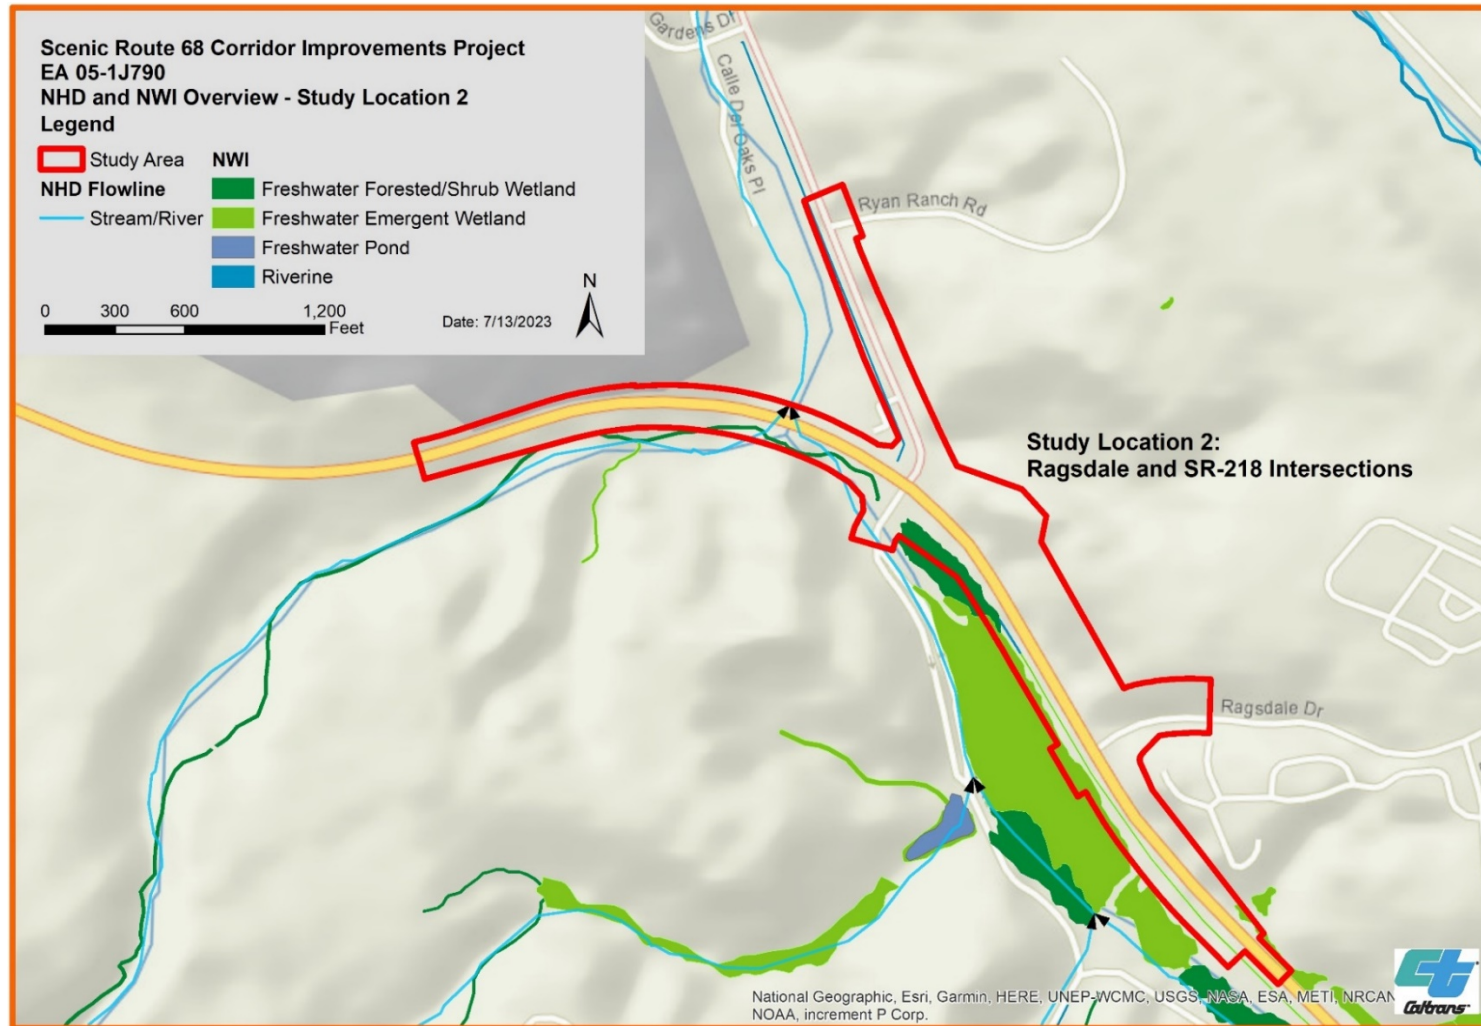 Scenic Route 68 Corridor Improvements Project
EA 05-1J790
NHD and NWI Overview - Study Location 2
Legend
Study Area
NWI
NHD Flowline
Freshwater Forested/Shrub Wetland
Stream/River
Freshwater Emergent Wetland
Freshwater Pond
Riverine
0 300 600 1,200
Feet
Date: 7/13/2023
N
Gardens Dr
Calle Del Oaks Pl
Ryan Ranch Rd
Study Location 2:
Ragsdale and SR-218 Intersections
Ragsdale Dr
National Geographic, Esri, Garmin, HERE, UNEP-WCMC, USGS, NASA, ESA, METI, NRCAN
NOAA, increment P Corp.
Caltrans